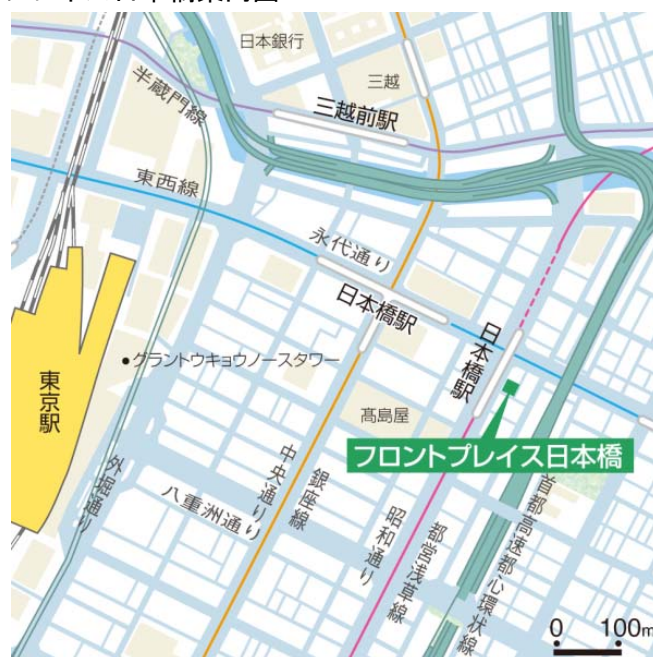 日本銀行
三越
半蔵門線
三越前駅
東西線
永代通り
日本橋駅
日本橋駅
グラントウキョウノースタワー
東京駅
髙島屋
フロントプレイス日本橋
外堀通り
八重洲通り
中央通り
銀座線
昭和通り
都営浅草線
首都高速都心環状線
0 100m